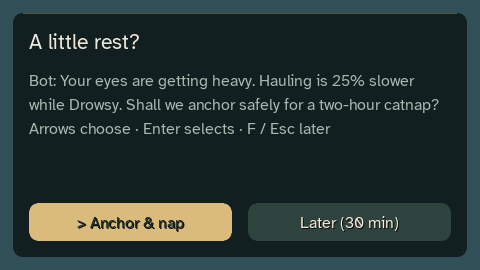 A little rest?
Bot: Your eyes are getting heavy. Hauling is 25% slower
while Drowsy. Shall we anchor safely for a two-hour catnap?
Arrows choose · Enter selects · F / Esc later
> Anchor & nap
Later (30 min)